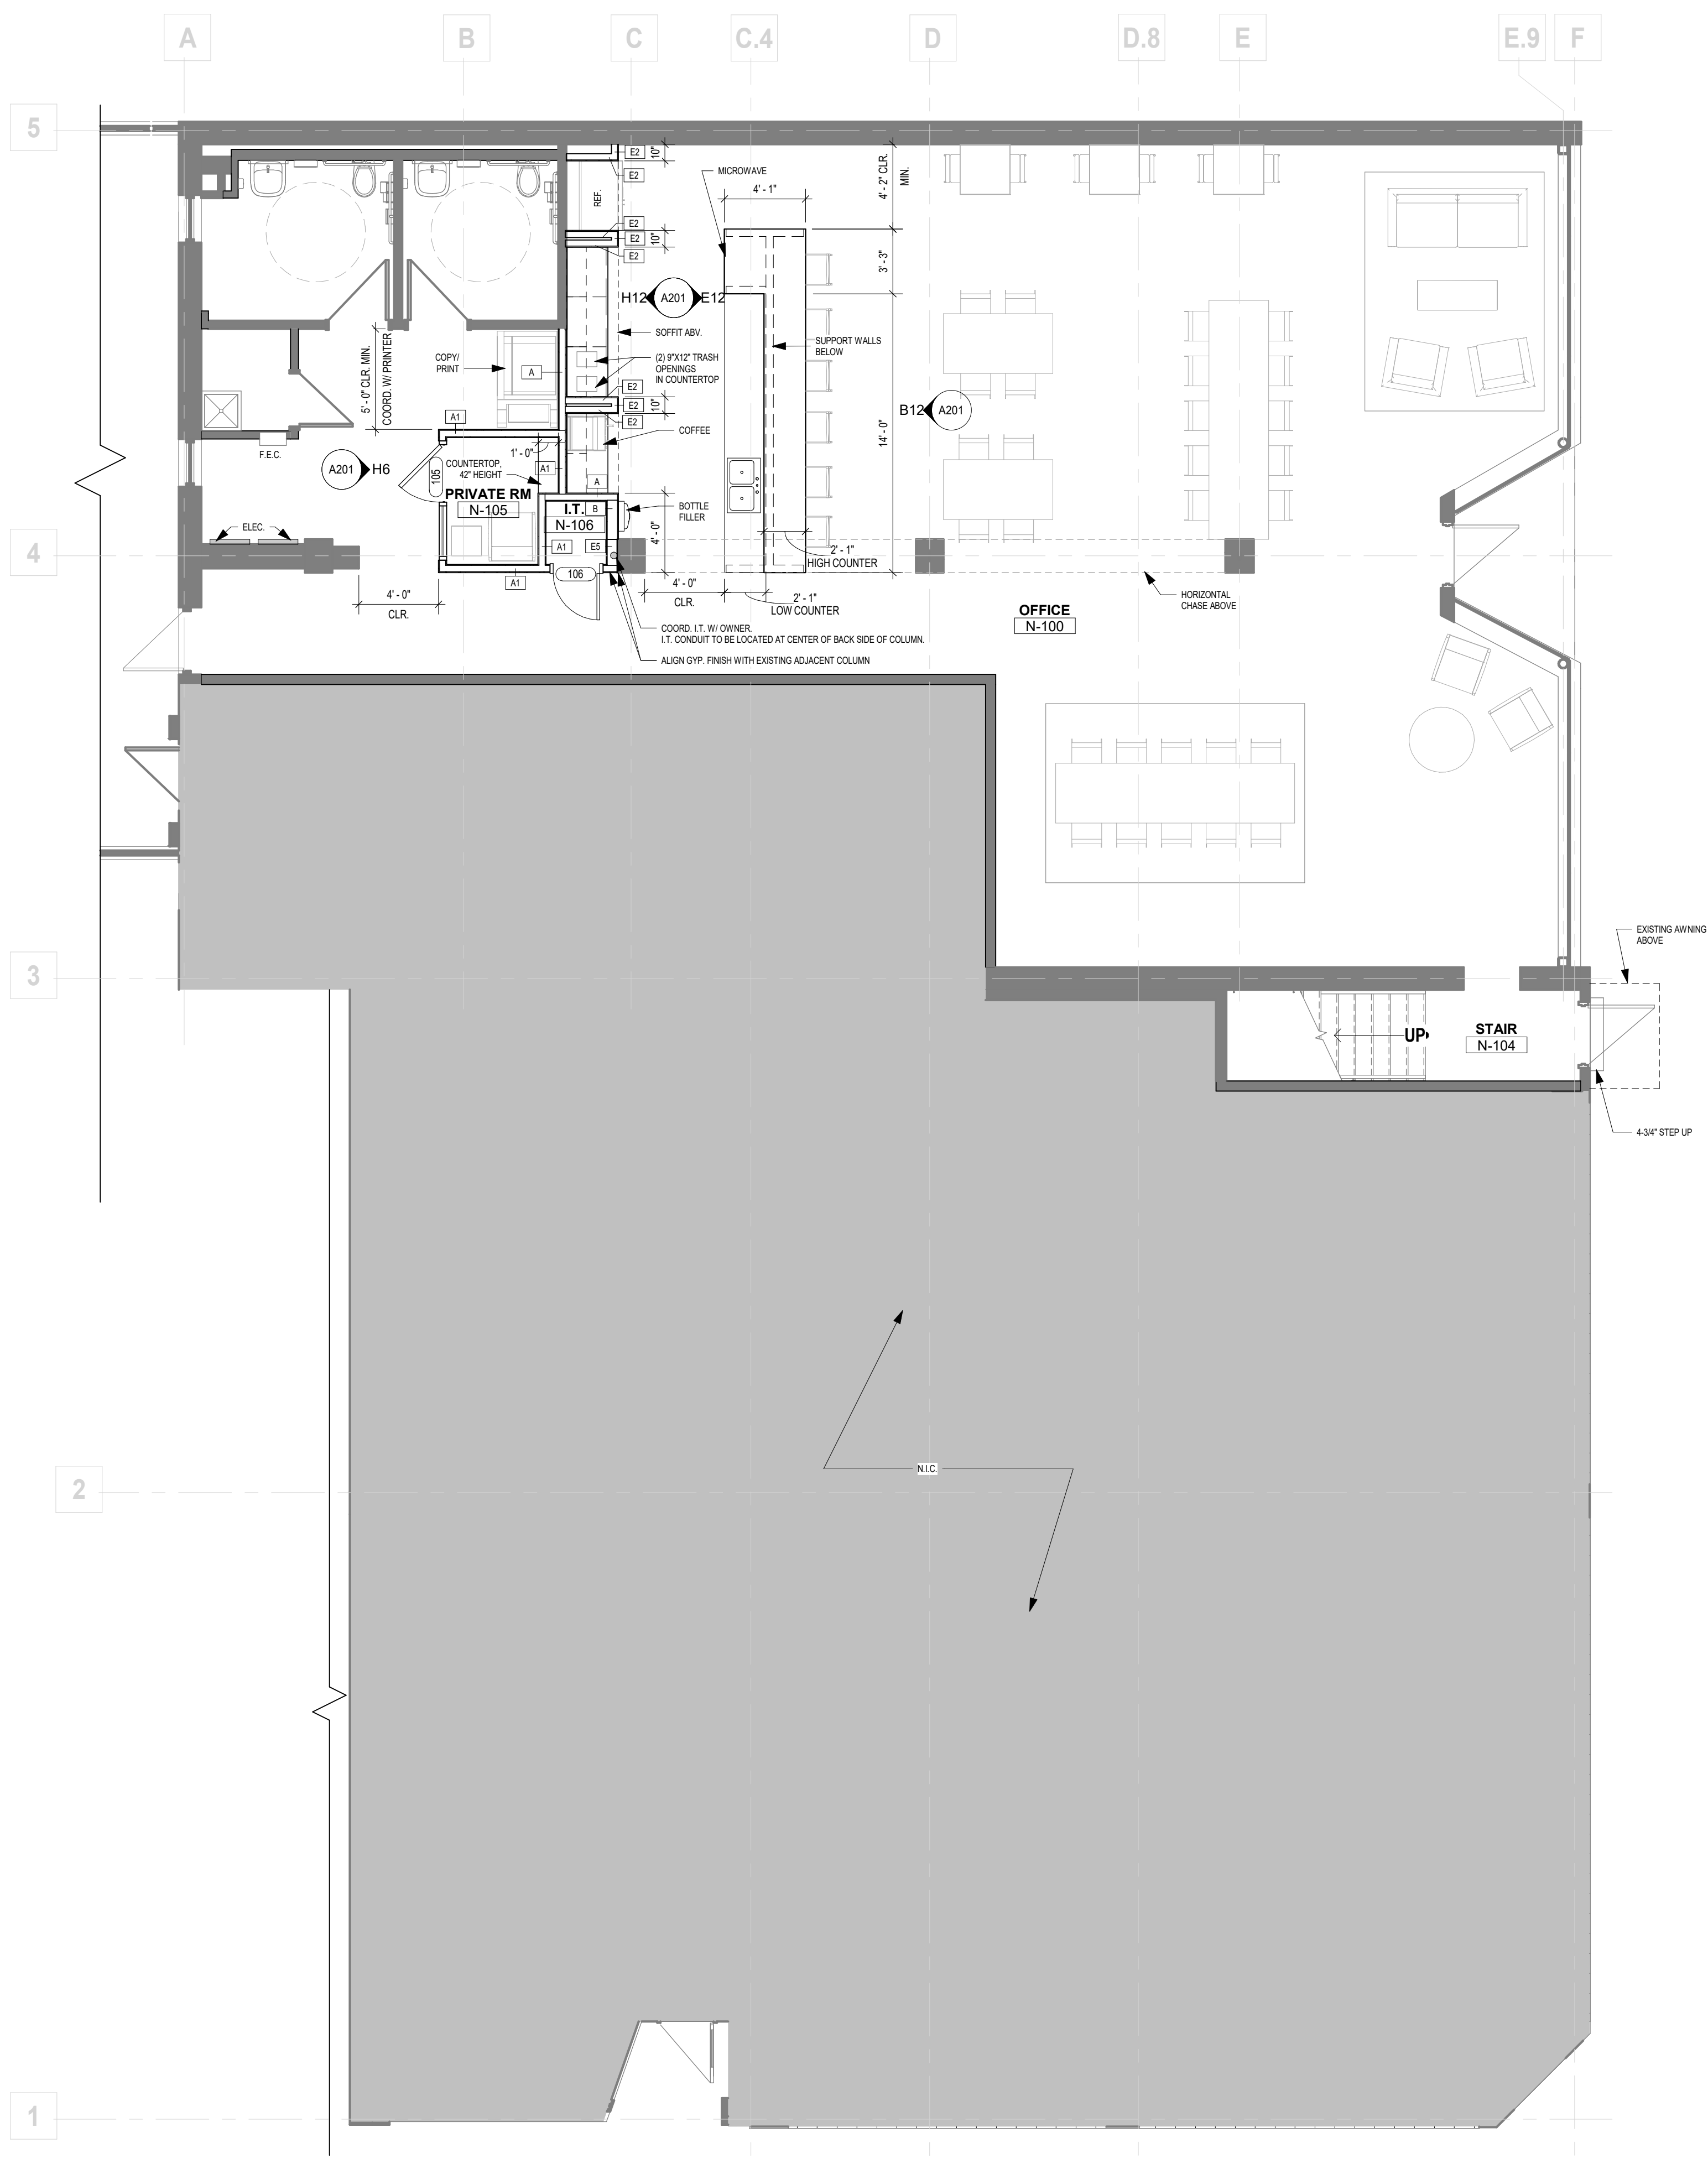 A
B
C
C.4
D
D.8
E
E.9
F
5
E2
10"
E2
REF.
E2
E2
10"
E2
MICROWAVE
4' - 1"
4' - 2" CLR.
MIN.
3' - 3"
14' - 0"
H12
A201
E12
SOFFIT ABV.
SUPPORT WALLS
BELOW
(2) 9"X12" TRASH
OPENINGS
IN COUNTERTOP
COPY/
PRINT
A
5' - 0" CLR. MIN.
COORD. W/ PRINTER
E2
E2
10"
E2
B12
A201
A1
COFFEE
F.E.C.
A201
H6
105
COUNTERTOP,
42" HEIGHT
1' - 0"
A1
A
PRIVATE RM
N-105
I.T.
B
N-106
BOTTLE
FILLER
4' - 0"
ELEC.
A1
E5
4
2' - 1"
HIGH COUNTER
A1
106
4' - 0"
CLR.
4' - 0"
CLR.
2' - 1"
LOW COUNTER
HORIZONTAL
CHASE ABOVE
OFFICE
N-100
COORD. I.T. W/ OWNER.
I.T. CONDUIT TO BE LOCATED AT CENTER OF BACK SIDE OF COLUMN.
ALIGN GYP. FINISH WITH EXISTING ADJACENT COLUMN
EXISTING AWNING
ABOVE
3
UP
STAIR
N-104
4-3/4" STEP UP
N.I.C.
2
1